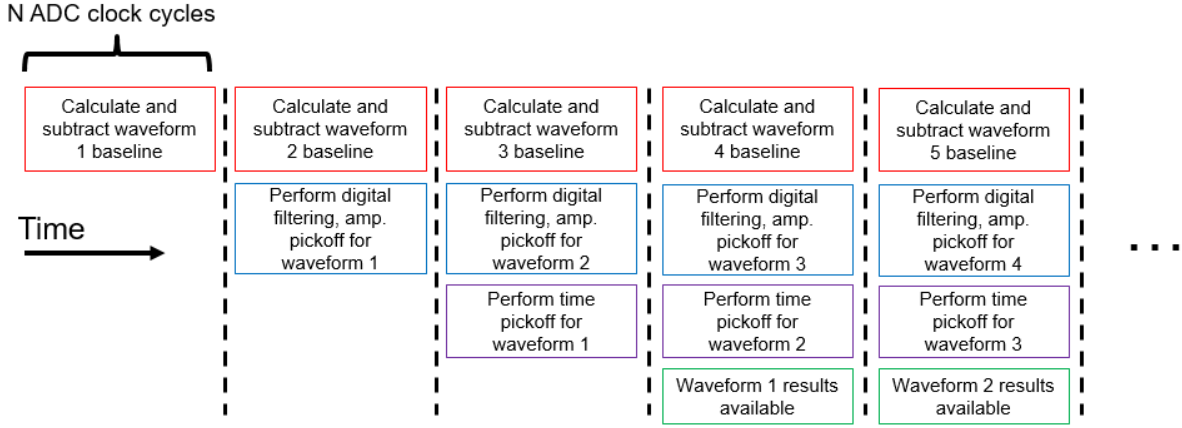 N ADC clock cycles
Calculate and
subtract waveform
1 baseline
Calculate and
subtract waveform
2 baseline
Calculate and
subtract waveform
3 baseline
Calculate and
subtract waveform
4 baseline
Calculate and
subtract waveform
5 baseline
Time
Perform digital
filtering, amp.
pickoff for
waveform 1
Perform digital
filtering, amp.
pickoff for
waveform 2
Perform digital
filtering, amp.
pickoff for
waveform 3
Perform digital
filtering, amp.
pickoff for
waveform 4
...
Perform time
pickoff for
waveform 1
Perform time
pickoff for
waveform 2
Perform time
pickoff for
waveform 3
Waveform 1 results
available
Waveform 2 results
available